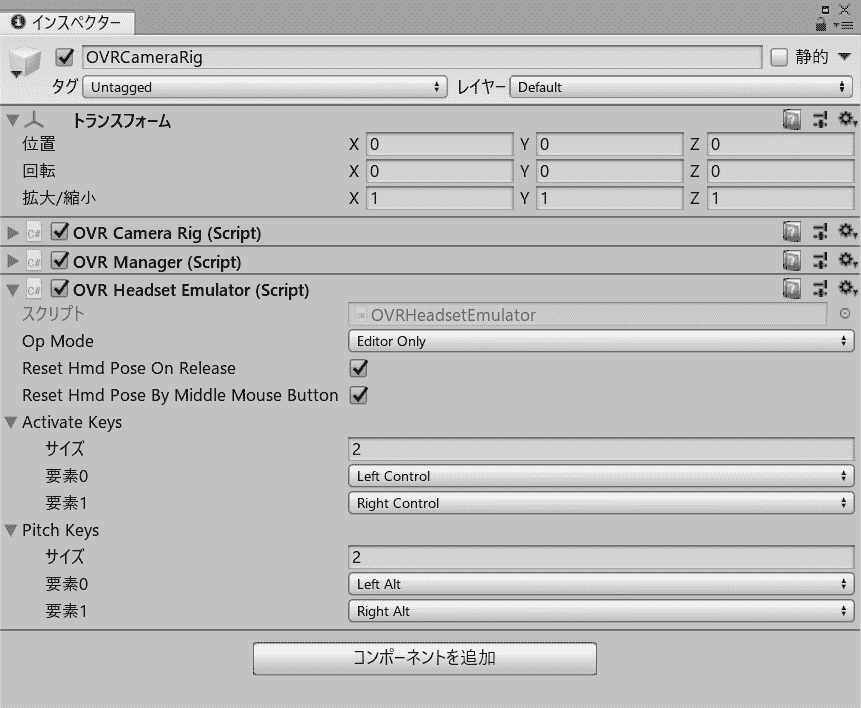 インスペクター
OVRCameraRig 静的
タグ Untagged レイヤー Default
トランスフォーム
位置 X 0 Y 0 Z 0
回転 X 0 Y 0 Z 0
拡大/縮小 X 1 Y 1 Z 1
C# OVR Camera Rig (Script)
C# OVR Manager (Script)
C# OVR Headset Emulator (Script)
スクリプト OVRHeadsetEmulator
Op Mode Editor Only
Reset Hmd Pose On Release
Reset Hmd Pose By Middle Mouse Button
Activate Keys
サイズ 2
要素0 Left Control
要素1 Right Control
Pitch Keys
サイズ 2
要素0 Left Alt
要素1 Right Alt
コンポーネントを追加